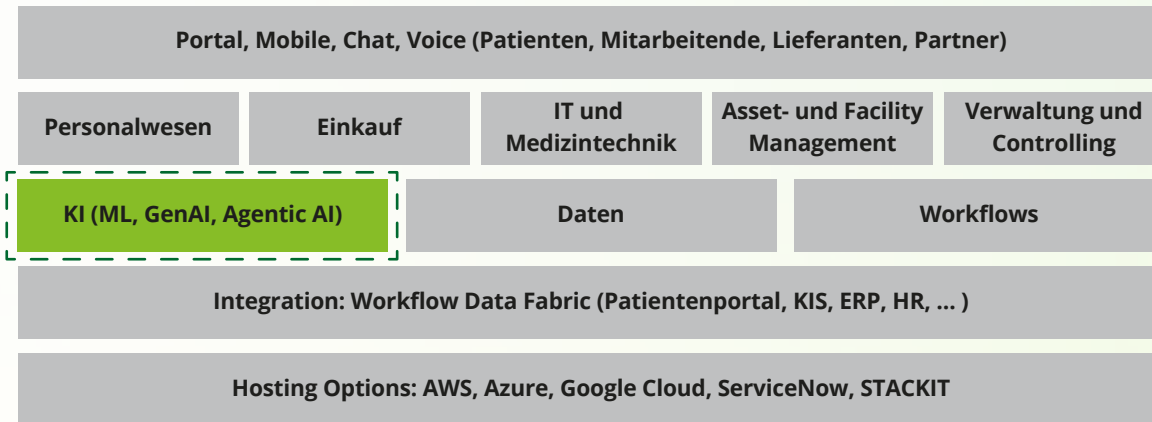 Portal, Mobile, Chat, Voice (Patienten, Mitarbeitende, Lieferanten, Partner)
Personalwesen
Einkauf
IT und
Medizintechnik
Asset- und Facility
Management
Verwaltung und
Controlling
KI (ML, GenAI, Agentic AI)
Daten
Workflows
Integration: Workflow Data Fabric (Patientenportal, KIS, ERP, HR, ... )
Hosting Options: AWS, Azure, Google Cloud, ServiceNow, STACKIT